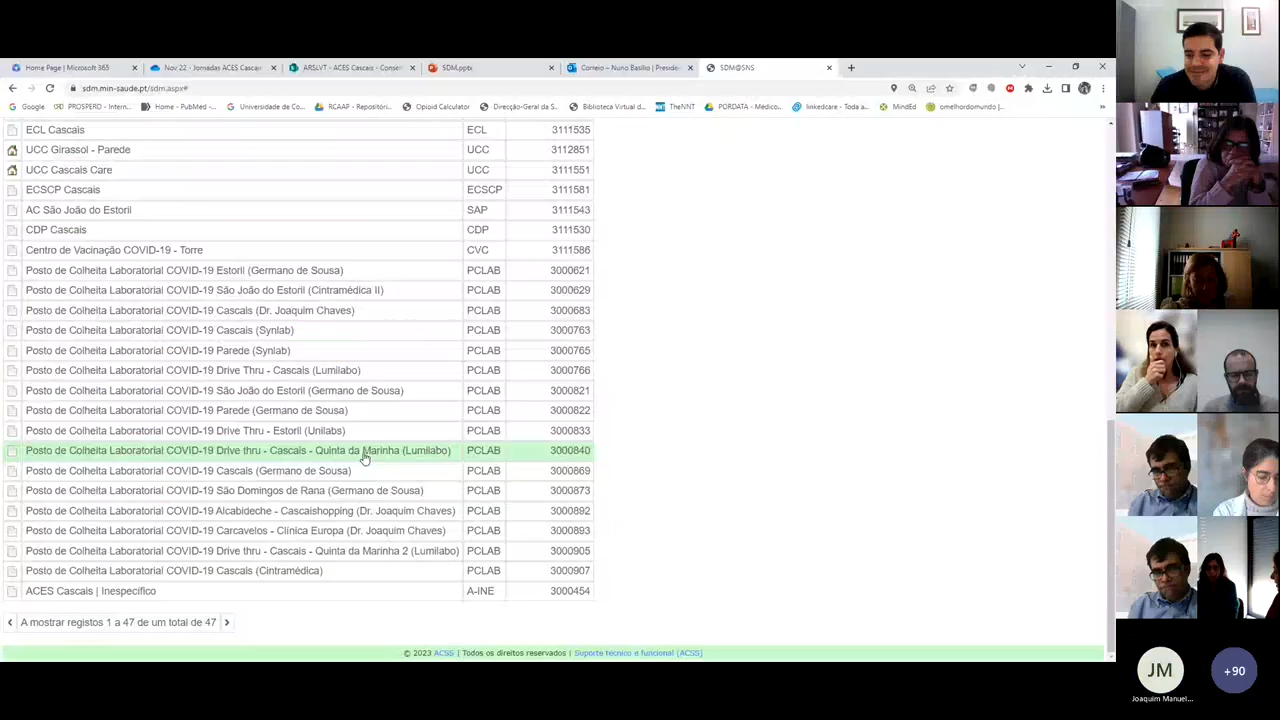 Home Page | Microsoft 365
Nov 22 - Jornadas ACES Cascais
ARSLVT - ACES Cascais - Conse
SDM.pptx
Correio – Nuno Basílio | Preside
SDM@SNS
sdm.min-saude.pt/sdm.aspx#
Google
PROSPERO - Intern...
Home - PubMed -...
Universidade de Co...
RCAAP - Repositóri...
Opioid Calculator
Direcção-Geral da S...
Biblioteca Virtual d...
TheNNT
PORDATA - Médico...
linkedcare - Toda a...
MindEd
omelhordomundo |...
ECL Cascais ECL 3111535
UCC Girassol - Parede UCC 3112851
UCC Cascais Care UCC 3111551
ECSCP Cascais ECSCP 3111581
AC São João do Estoril SAP 3111543
CDP Cascais CDP 3111530
Centro de Vacinação COVID-19 - Torre CVC 3111586
Posto de Colheita Laboratorial COVID-19 Estoril (Germano de Sousa) PCLAB 3000621
Posto de Colheita Laboratorial COVID-19 São João do Estoril (Cintramédica II) PCLAB 3000629
Posto de Colheita Laboratorial COVID-19 Cascais (Dr. Joaquim Chaves) PCLAB 3000683
Posto de Colheita Laboratorial COVID-19 Cascais (Synlab) PCLAB 3000763
Posto de Colheita Laboratorial COVID-19 Parede (Synlab) PCLAB 3000765
Posto de Colheita Laboratorial COVID-19 Drive Thru - Cascais (Lumilabo) PCLAB 3000766
Posto de Colheita Laboratorial COVID-19 São João do Estoril (Germano de Sousa) PCLAB 3000821
Posto de Colheita Laboratorial COVID-19 Parede (Germano de Sousa) PCLAB 3000822
Posto de Colheita Laboratorial COVID-19 Drive Thru - Estoril (Unilabs) PCLAB 3000833
Posto de Colheita Laboratorial COVID-19 Drive thru - Cascais - Quinta da Marinha (Lumilabo) PCLAB 3000840
Posto de Colheita Laboratorial COVID-19 Cascais (Germano de Sousa) PCLAB 3000869
Posto de Colheita Laboratorial COVID-19 São Domingos de Rana (Germano de Sousa) PCLAB 3000873
Posto de Colheita Laboratorial COVID-19 Alcabideche - Cascaishopping (Dr. Joaquim Chaves) PCLAB 3000892
Posto de Colheita Laboratorial COVID-19 Carcavelos - Clínica Europa (Dr. Joaquim Chaves) PCLAB 3000893
Posto de Colheita Laboratorial COVID-19 Drive thru - Cascais - Quinta da Marinha 2 (Lumilabo) PCLAB 3000905
Posto de Colheita Laboratorial COVID-19 Cascais (Cintramédica) PCLAB 3000907
ACES Cascais | Inespecífico A-INE 3000454
A mostrar registos 1 a 47 de um total de 47
© 2023 ACSS | Todos os direitos reservados | Suporte técnico e funcional [ACSS]
JM
+90
Joaquim Manuel...